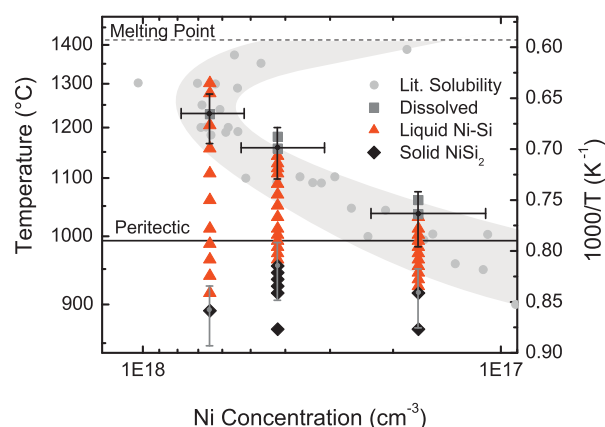 Melting Point
1400
1300
1200
1100
1000
900
Temperature (°C)
Lit. Solubility
Dissolved
Liquid Ni-Si
Solid NiSi₂
Peritectic
0.60
0.65
0.70
0.75
0.80
0.85
0.90
1000/T (K⁻¹)
1E18
1E17
Ni Concentration (cm⁻³)